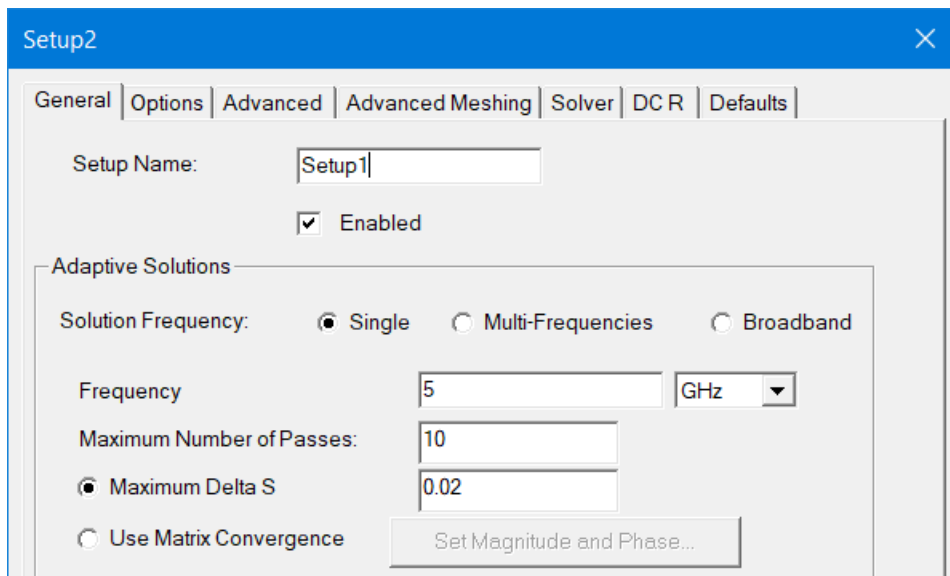 Setup2
General Options Advanced Advanced Meshing Solver DC R Defaults
Setup Name: Setup1
Enabled
Adaptive Solutions
Solution Frequency: Single Multi-Frequencies Broadband
Frequency 5 GHz
Maximum Number of Passes: 10
Maximum Delta S 0.02
Use Matrix Convergence Set Magnitude and Phase...